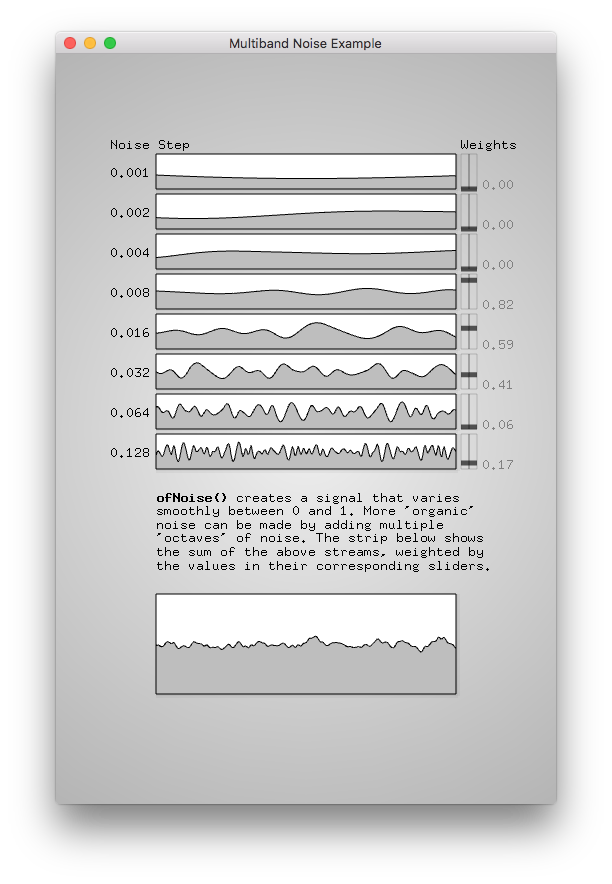 Multiband Noise Example
Noise Step Weights
0.001 0.00
0.002 0.00
0.004 0.00
0.008 0.82
0.016 0.59
0.032 0.41
0.064 0.06
0.128 0.17
ofNoise() creates a signal that varies
smoothly between 0 and 1. More 'organic'
noise can be made by adding multiple
'octaves' of noise. The strip below shows
the sum of the above streams, weighted by
the values in their corresponding sliders.